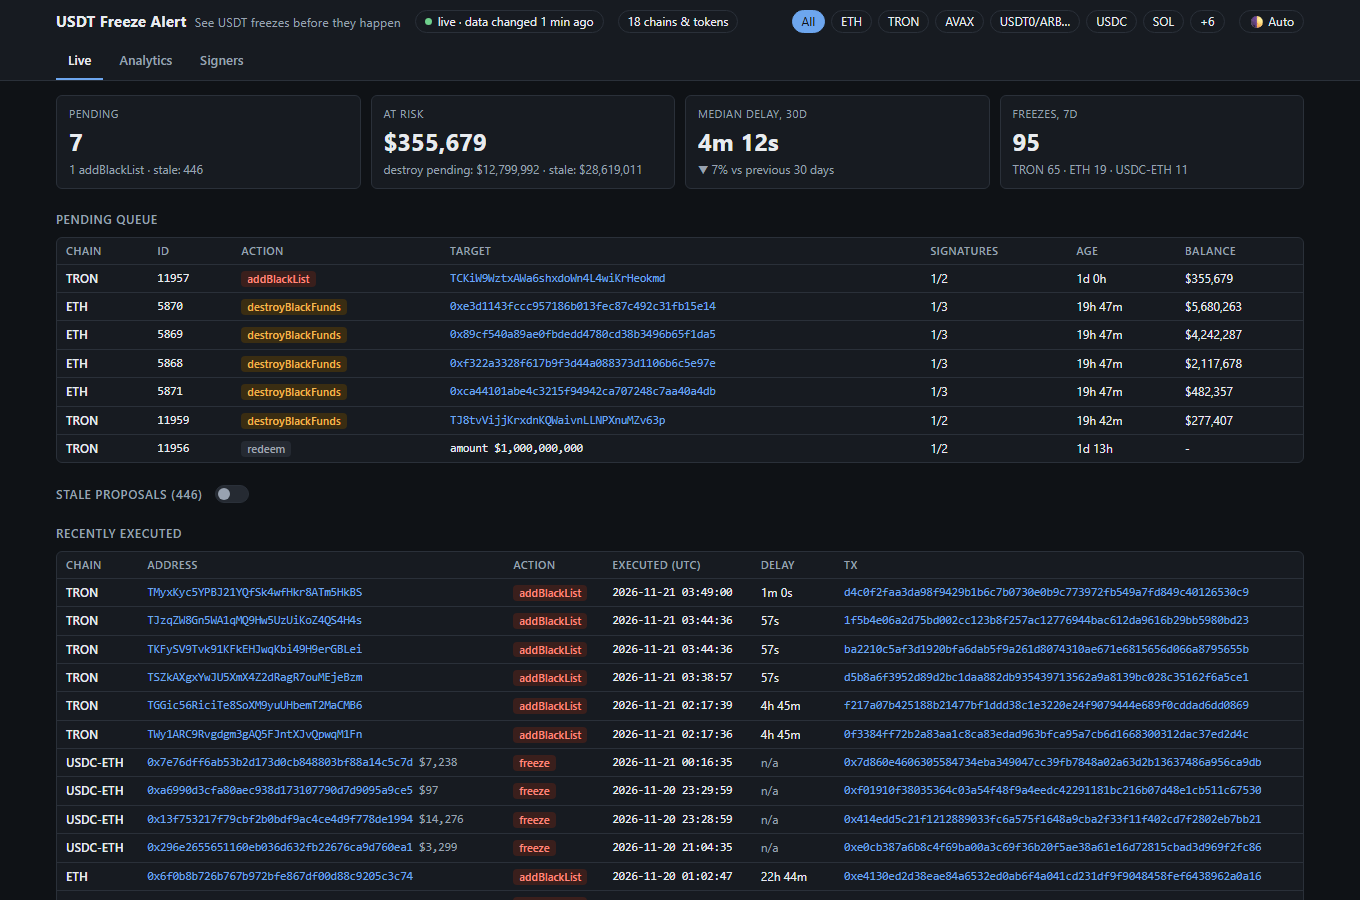 USDT Freeze Alert See USDT freezes before they happen live · data changed 1 min ago 18 chains & tokens All ETH TRON AVAX USDT0/ARB... USDC SOL +6 Auto
Live Analytics Signers
PENDING
7
1 addBlackList · stale: 446
AT RISK
$355,679
destroy pending: $12,799,992 · stale: $28,619,011
MEDIAN DELAY, 30D
4m 12s
▼ 7% vs previous 30 days
FREEZES, 7D
95
TRON 65 · ETH 19 · USDC-ETH 11
PENDING QUEUE
CHAIN ID ACTION TARGET SIGNATURES AGE BALANCE
TRON 11957 addBlackList TCKiW9WztxAWa6shxdoWn4L4wiKrHeokmd 1/2 1d 0h $355,679
ETH 5870 destroyBlackFunds 0xe3d1143fccc957186b013fec87c492c31fb15e14 1/3 19h 47m $5,680,263
ETH 5869 destroyBlackFunds 0x89cf540a89ae0fbdedd4780cd38b3496b65f1da5 1/3 19h 47m $4,242,287
ETH 5868 destroyBlackFunds 0xf322a3328f617b9f3d44a088373d1106b6c5e97e 1/3 19h 47m $2,117,678
ETH 5871 destroyBlackFunds 0xca44101abe4c3215f94942ca707248c7aa40a4db 1/3 19h 47m $482,357
TRON 11959 destroyBlackFunds TJ8tvVijjKrxdnKQWaivnLLNPXnuMZv63p 1/2 19h 42m $277,407
TRON 11956 redeem amount $1,000,000,000 1/2 1d 13h -
STALE PROPOSALS (446)
RECENTLY EXECUTED
CHAIN ADDRESS ACTION EXECUTED (UTC) DELAY TX
TRON TMyxKyc5YPBJ21YQfSk4wfHkr8ATm5HkBS addBlackList 2026-11-21 03:49:00 1m 0s d4c0f2faa3da98f9429b1b6c7b0730e0b9c773972fb549a7fd849c40126530c9
TRON TJzqZW8Gn5WA1qMQ9Hw5UzUiKoZ4QS4H4s addBlackList 2026-11-21 03:44:36 57s 1f5b4e06a2d75bd002cc123b8f257ac12776944bac612da9616b29bb5980bd23
TRON TKFySV9Tvk91KFkEHJwqKbi49H9erGBLei addBlackList 2026-11-21 03:44:36 57s ba2210c5af3d1920bfa6dab5f9a261d8074310ae671e6815656d066a8795655b
TRON TSZkAXgxYwJU5XmX4Z2dRagR7ouMEjeBzm addBlackList 2026-11-21 03:38:57 57s d5b8a6f3952d89d2bc1daa882db935439713562a9a8139bc028c35162f6a5ce1
TRON TGGic56RiciTe8SoXM9yuUHbemT2MaCMB6 addBlackList 2026-11-21 02:17:39 4h 45m f217a07b425188b21477bf1ddd38c1e3220e24f9079444e689f0cddad6dd0869
TRON TWy1ARC9Rvgdgm3gAQ5FJntXJvQpwqM1Fn addBlackList 2026-11-21 02:17:36 4h 45m 0f3384ff72b2a83aa1c8ca83edad963bfca95a7cb6d1668300312dac37ed2d4c
USDC-ETH 0x7e76dff6ab53b2d173d0cb848803bf88a14c5c7d $7,238 freeze 2026-11-21 00:16:35 n/a 0x7d860e4606305584734eba349047cc39fb7848a02a63d2b13637486a956ca9db
USDC-ETH 0xa6990d3cfa80aec938d173107790d7d9095a9ce5 $97 freeze 2026-11-20 23:29:59 n/a 0xf01910f38035364c03a54f48f9a4eedc42291181bc216b07d48e1cb511c67530
USDC-ETH 0x13f753217f79cbf2b0bdf9ac4ce4d9f778de1994 $14,276 freeze 2026-11-20 23:28:59 n/a 0x414edd5c21f1212889033fc6a575f1648a9cba2f33f11f402cd7f2802eb7bb21
USDC-ETH 0x296e2655651160eb036d632fb22676ca9d760ea1 $3,299 freeze 2026-11-20 21:04:35 n/a 0xe0cb387a6b8c4f69ba00a3c69f36b20f5ae38a61e16d72815cbad3d969f2fc86
ETH 0x6f0b8b726b767b972bfe867df00d88c9205c3c74 addBlackList 2026-11-20 01:02:47 22h 44m 0xe4130ed2d38eae84a6532ed0ab6f4a041cd231df9f9048458fef6438962a0a16